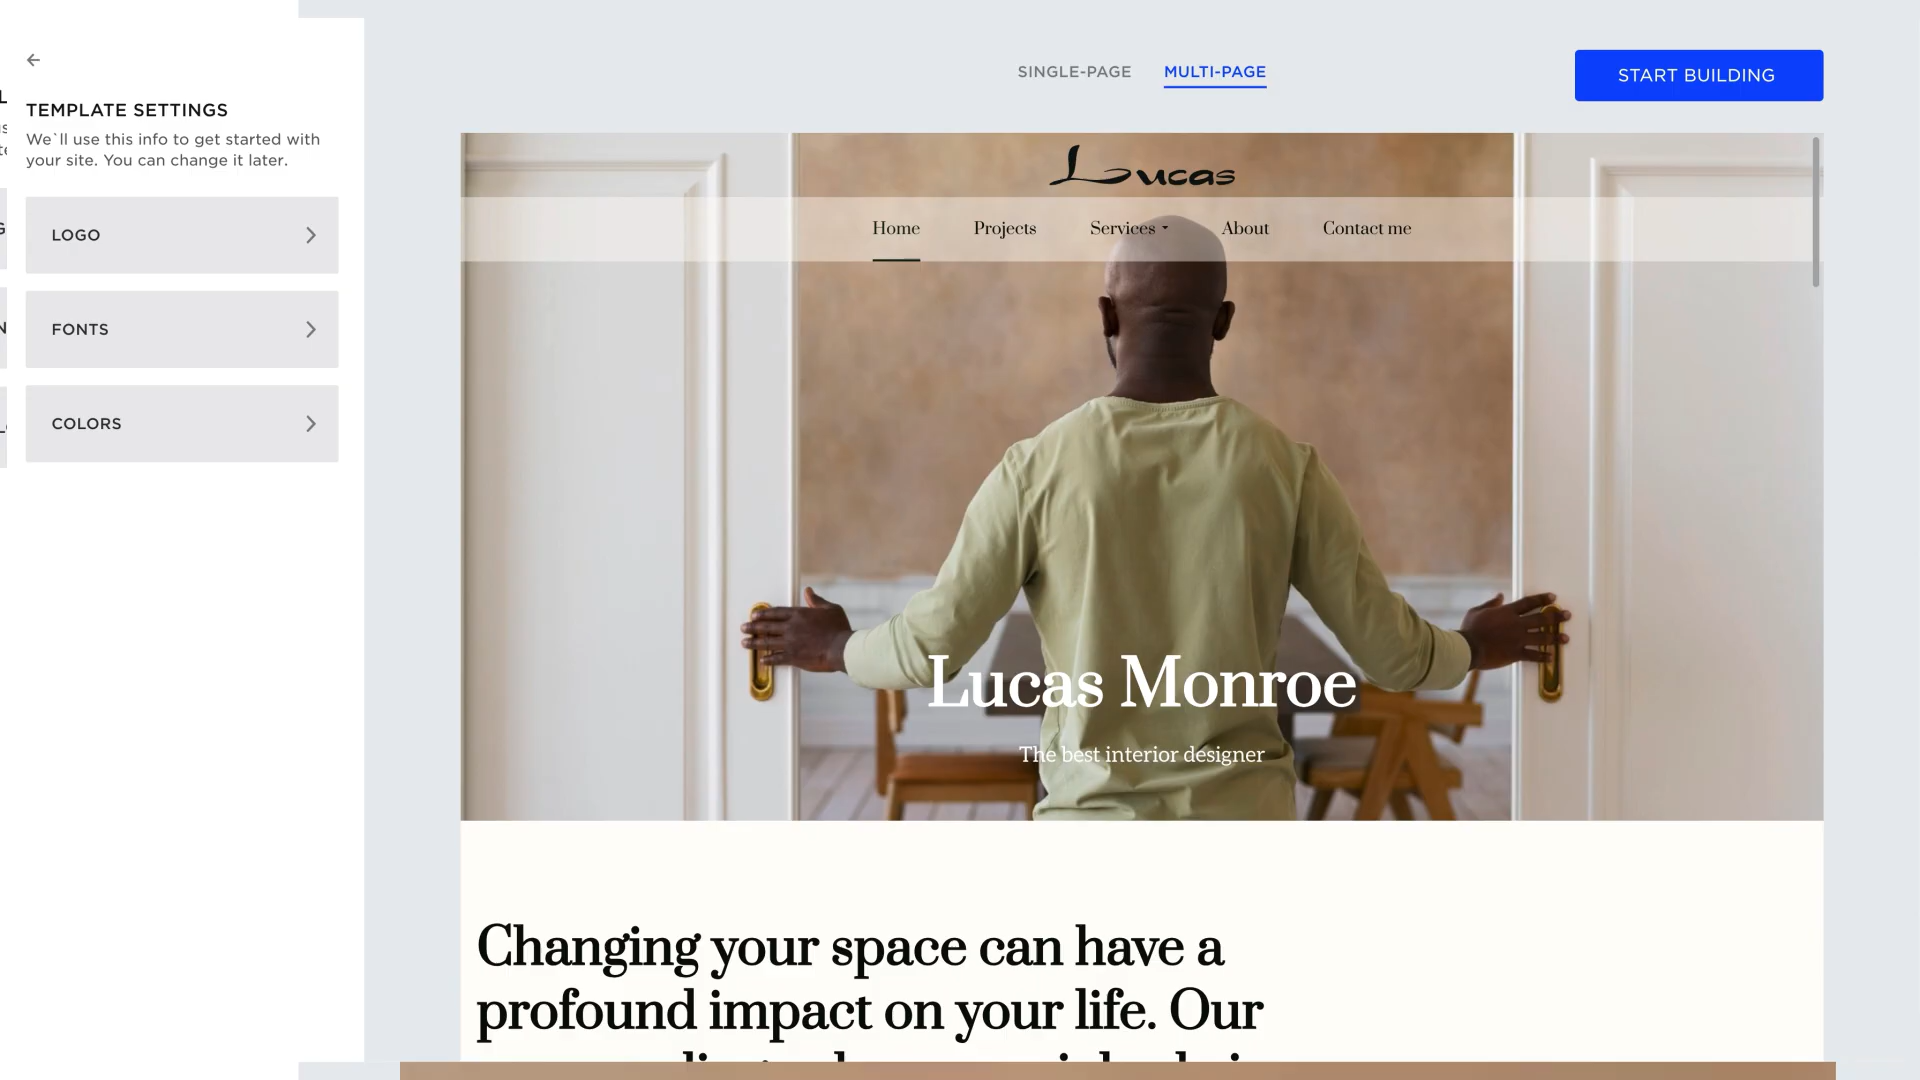 TEMPLATE SETTINGS
We`ll use this info to get started with
your site. You can change it later.
LOGO
FONTS
COLORS
SINGLE-PAGE
MULTI-PAGE
START BUILDING
Lucas
Home
Projects
Services
About
Contact me
Lucas Monroe
The best interior designer
Changing your space can have a
profound impact on your life. Our